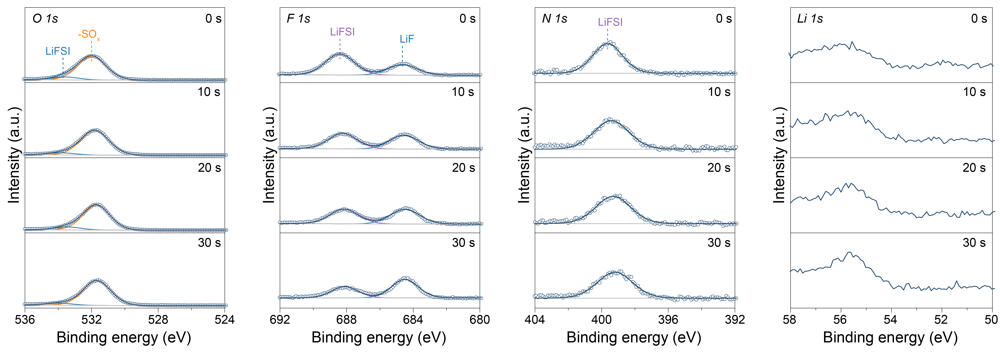 O 1s
0 s
-SOx
LiFSI
10 s
20 s
30 s
Intensity (a.u.)
536
532
528
524
Binding energy (eV)
F 1s
0 s
LiFSI
LiF
10 s
20 s
30 s
Intensity (a.u.)
692
688
684
680
Binding energy (eV)
N 1s
0 s
LiFSI
10 s
20 s
30 s
Intensity (a.u.)
404
400
396
392
Binding energy (eV)
Li 1s
0 s
10 s
20 s
30 s
Intensity (a.u.)
58
56
54
52
50
Binding energy (eV)